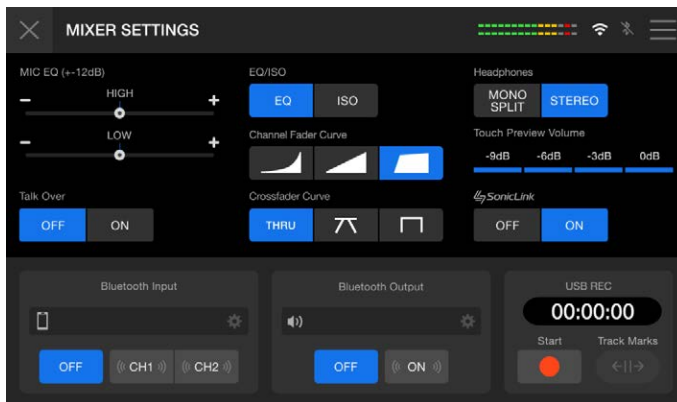 MIXER SETTINGS
MIC EQ (+-12dB)
HIGH
- +
LOW
- +
Talk Over
OFF ON
EQ/ISO
EQ ISO
Channel Fader Curve
Crossfader Curve
THRU
Headphones
MONO SPLIT STEREO
Touch Preview Volume
-9dB -6dB -3dB 0dB
SonicLink
OFF ON
Bluetooth Input
OFF CH1 CH2
Bluetooth Output
OFF ON
USB REC
00:00:00
Start Track Marks